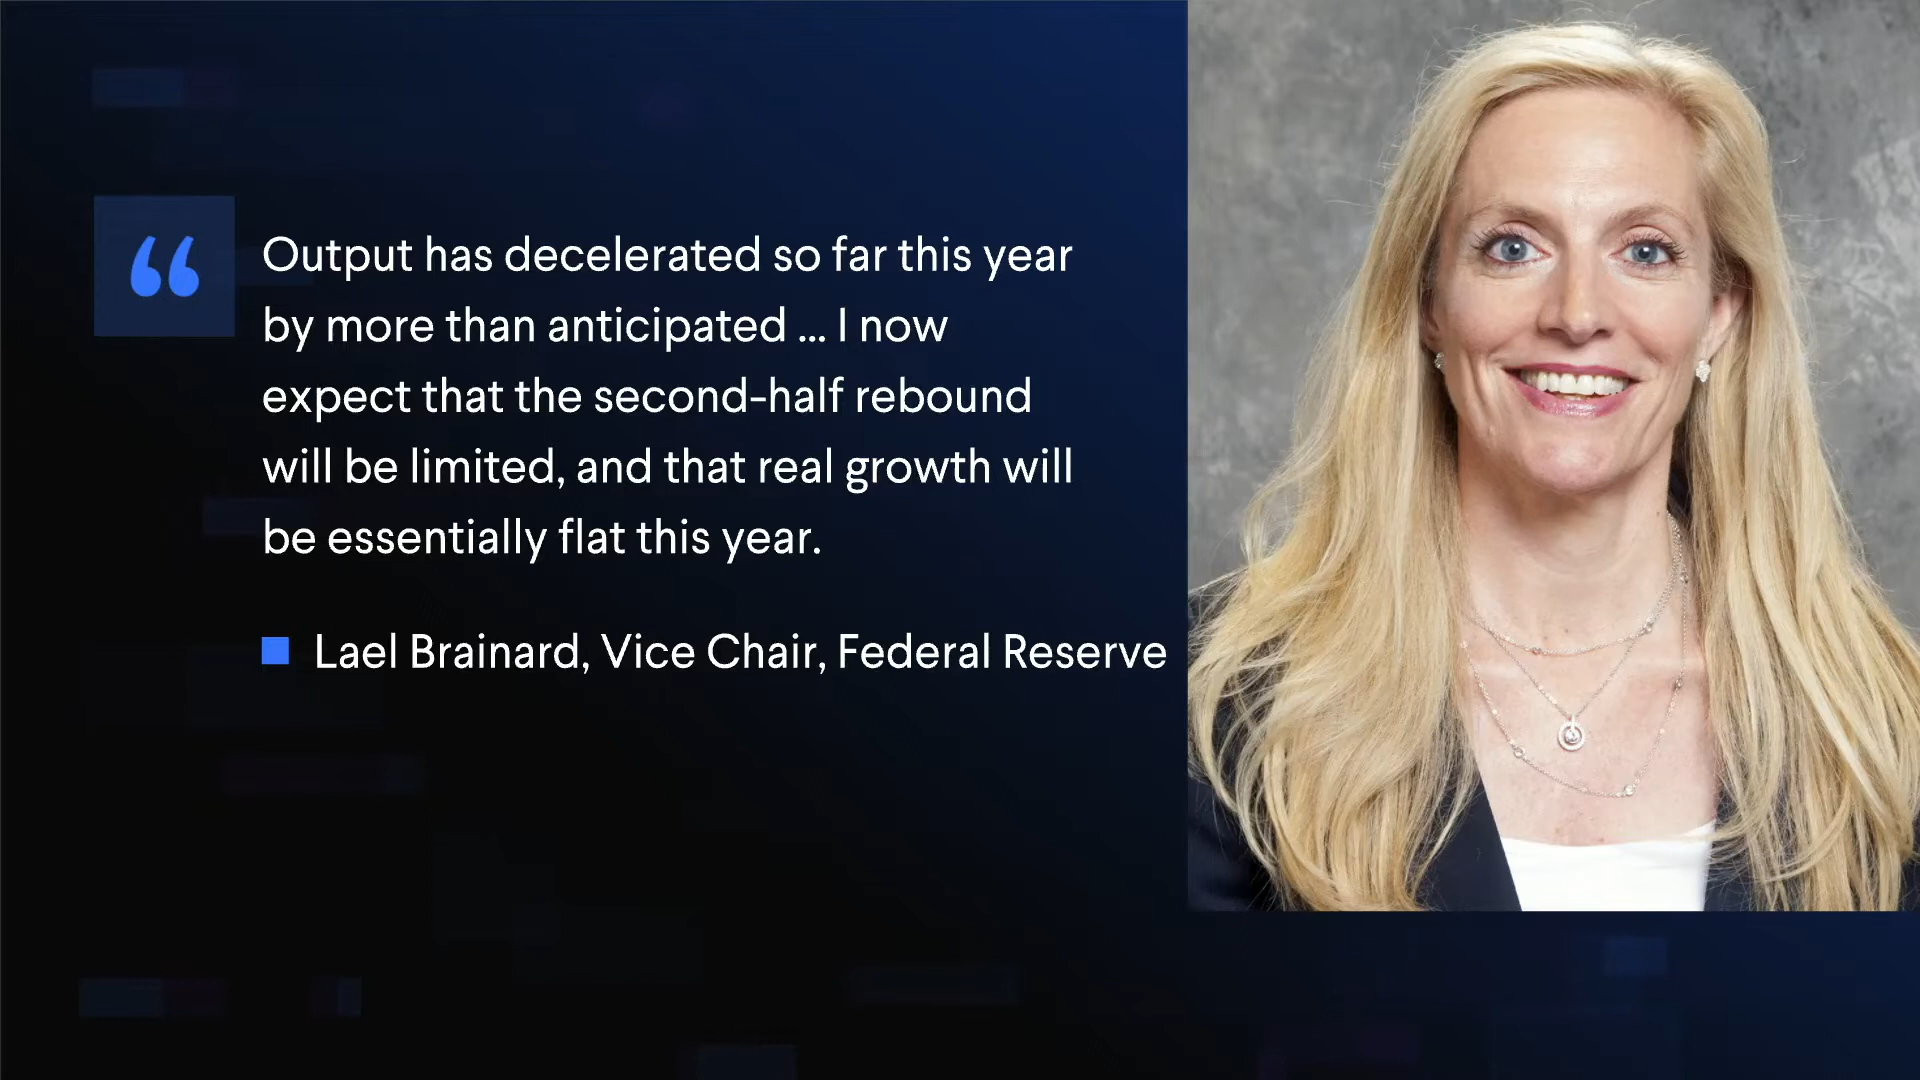 “
Output has decelerated so far this year
by more than anticipated ... I now
expect that the second-half rebound
will be limited, and that real growth will
be essentially flat this year.
Lael Brainard, Vice Chair, Federal Reserve